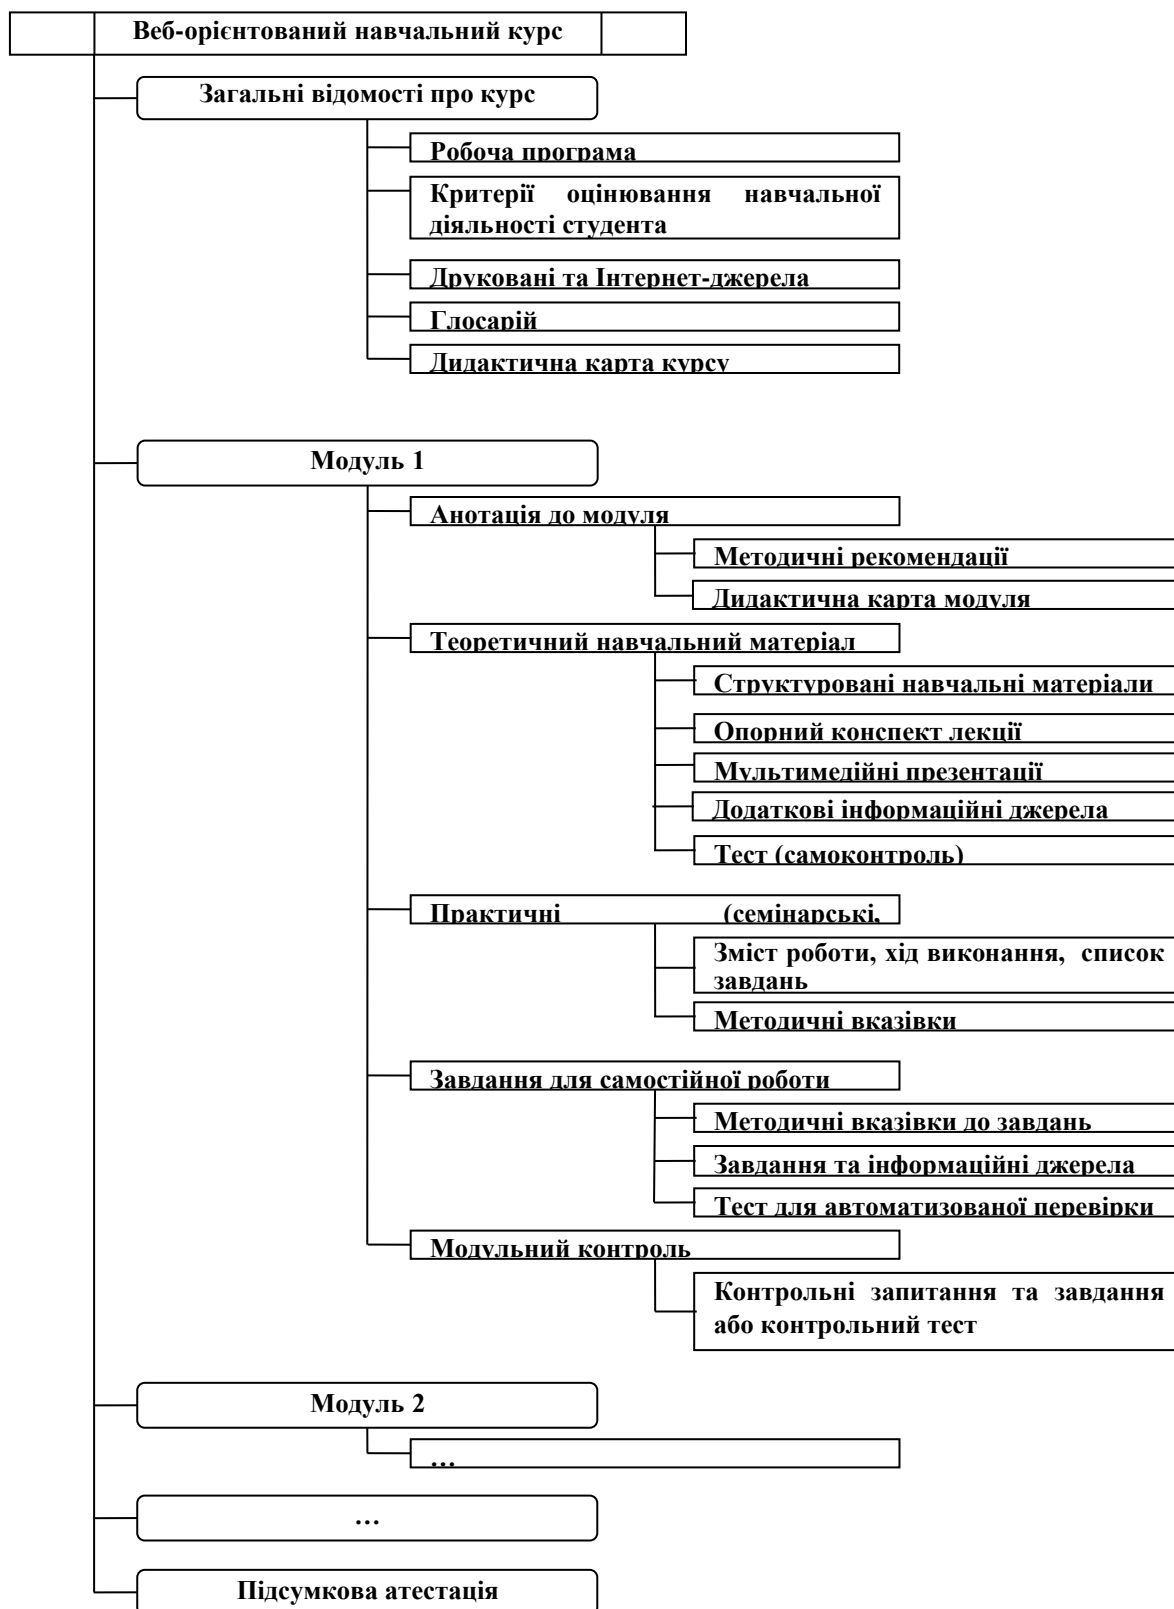 Веб-орієнтований навчальний курс
Загальні відомості про курс
Робоча програма
Критерії оцінювання навчальної
діяльності студента
Друковані та Інтернет-джерела
Глосарій
Дидактична карта курсу
Модуль 1
Анотація до модуля
Методичні рекомендації
Дидактична карта модуля
Теоретичний навчальний матеріал
Структуровані навчальні матеріали
Опорний конспект лекції
Мультимедійні презентації
Додаткові інформаційні джерела
Тест (самоконтроль)
Практичні (семінарські,
Зміст роботи, хід виконання, список
завдань
Методичні вказівки
Завдання для самостійної роботи
Методичні вказівки до завдань
Завдання та інформаційні джерела
Тест для автоматизованої перевірки
Модульний контроль
Контрольні запитання та завдання
або контрольний тест
Модуль 2
...
...
Підсумкова атестація